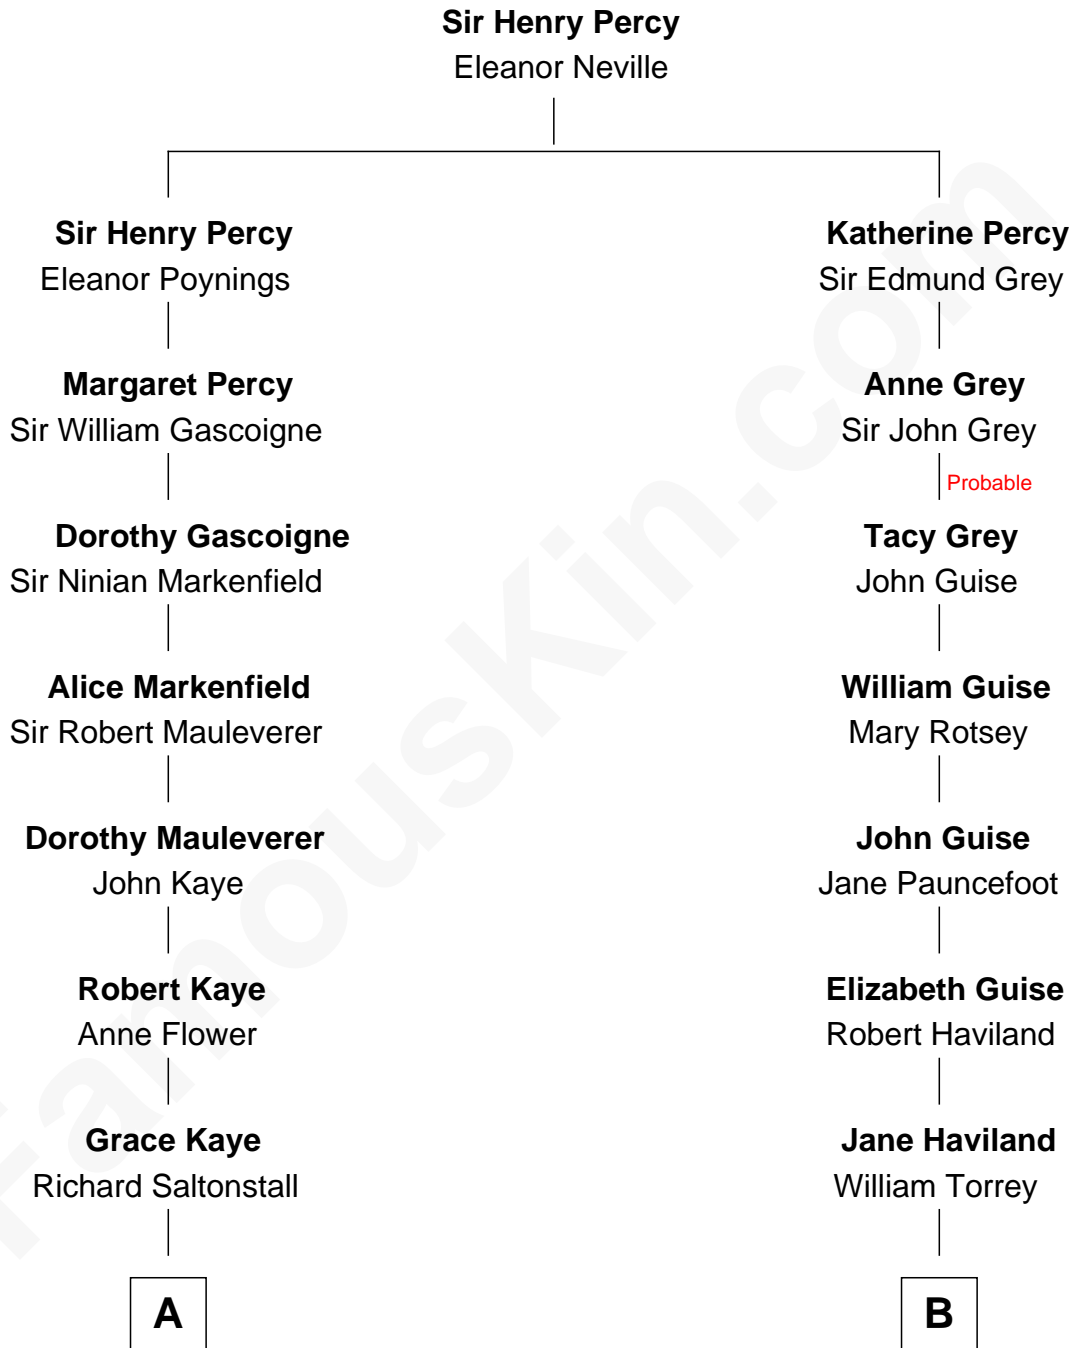 Sir Henry Percy
Eleanor Neville
Sir Henry Percy
Eleanor Poynings
Katherine Percy
Sir Edmund Grey
Margaret Percy
Sir William Gascoigne
Anne Grey
Sir John Grey
Probable
Dorothy Gascoigne
Sir Ninian Markenfield
Tacy Grey
John Guise
Alice Markenfield
Sir Robert Mauleverer
William Guise
Mary Rotsey
Dorothy Mauleverer
John Kaye
John Guise
Jane Pauncefoot
Robert Kaye
Anne Flower
Elizabeth Guise
Robert Haviland
Grace Kaye
Richard Saltonstall
Jane Haviland
William Torrey
A
B
FamousKin.com